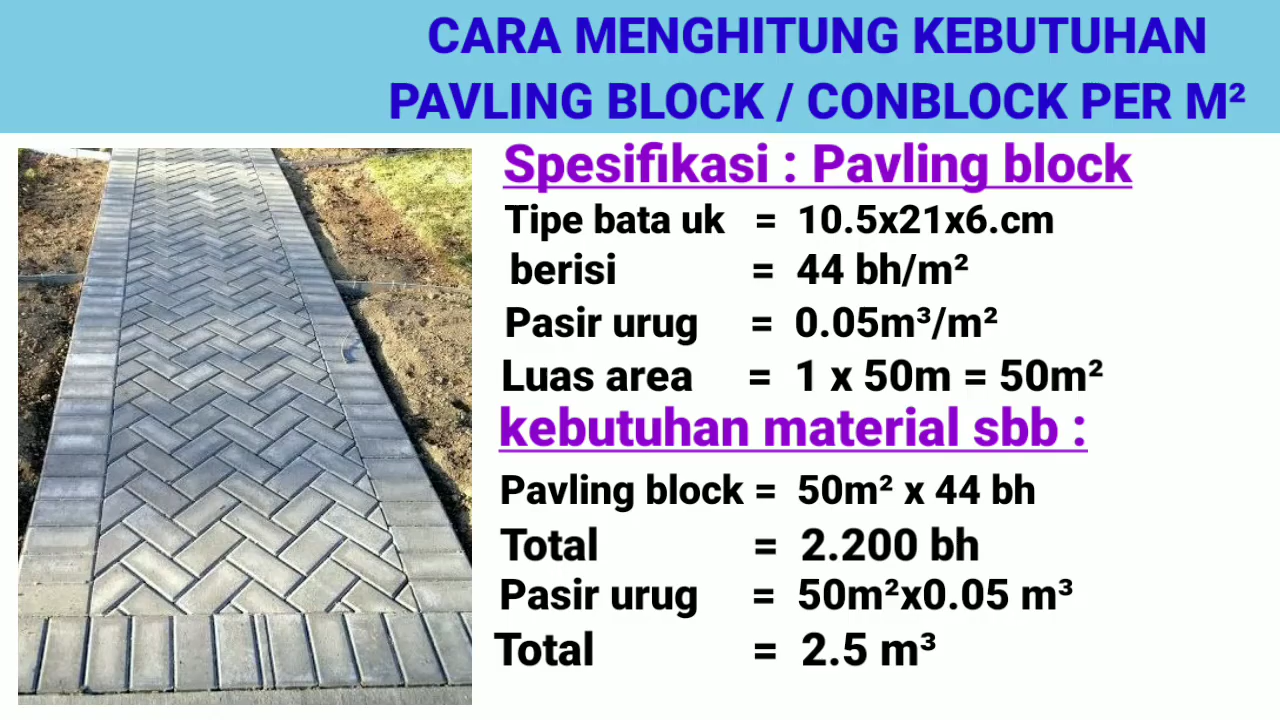 CARA MENGHITUNG KEBUTUHAN
PAVLING BLOCK / CONBLOCK PER M²
Spesifikasi : Pavling block
Tipe bata uk = 10.5x21x6.cm
berisi = 44 bh/m²
Pasir urug = 0.05m³/m²
Luas area = 1 x 50m = 50m²
kebutuhan material sbb :
Pavling block = 50m² x 44 bh
Total = 2.200 bh
Pasir urug = 50m²x0.05 m³
Total = 2.5 m³